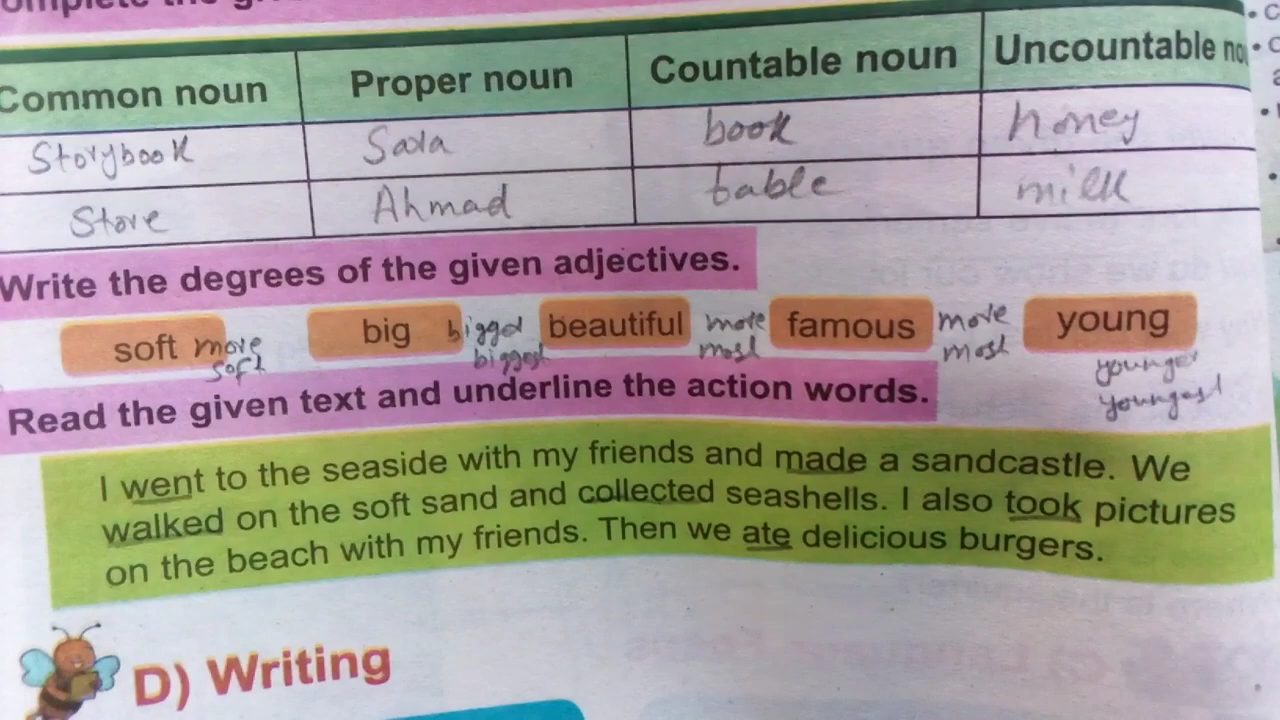 Common noun Proper noun Countable noun Uncountable
Storybook Sara book honey
Store Ahmad table milk
Write the degrees of the given adjectives.
soft big beautiful famous young
more soft bigger biggest more most more most younger youngest
Read the given text and underline the action words.
I went to the seaside with my friends and made a sandcastle. We
walked on the soft sand and collected seashells. I also took pictures
on the beach with my friends. Then we ate delicious burgers.
D) Writing